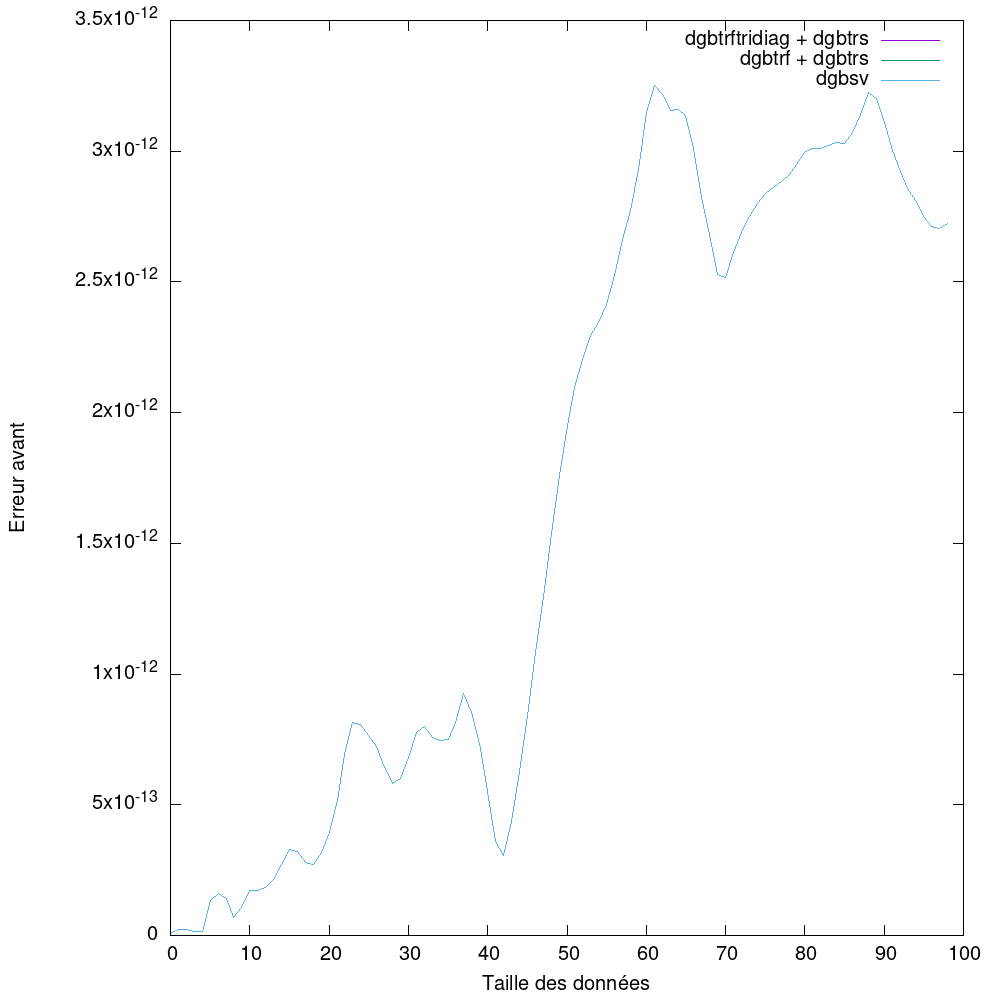 3.5x10-12
3x10-12
2.5x10-12
2x10-12
1.5x10-12
1x10-12
5x10-13
0
0 10 20 30 40 50 60 70 80 90 100
Erreur avant
Taille des données
dgbtrftridiag + dgbtrs
dgbtrf + dgbtrs
dgbsv